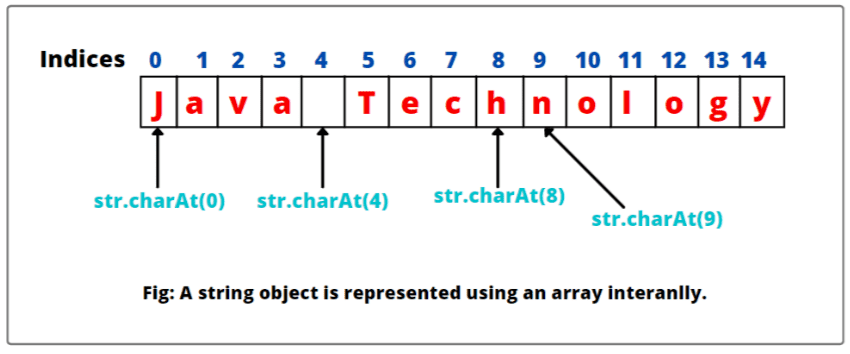 Indices 0 1 2 3 4 5 6 7 8 9 10 11 12 13 14
J a v a T e c h n o l o g y
str.charAt(0) str.charAt(4) str.charAt(8)
str.charAt(9)
Fig: A string object is represented using an array interanlly.